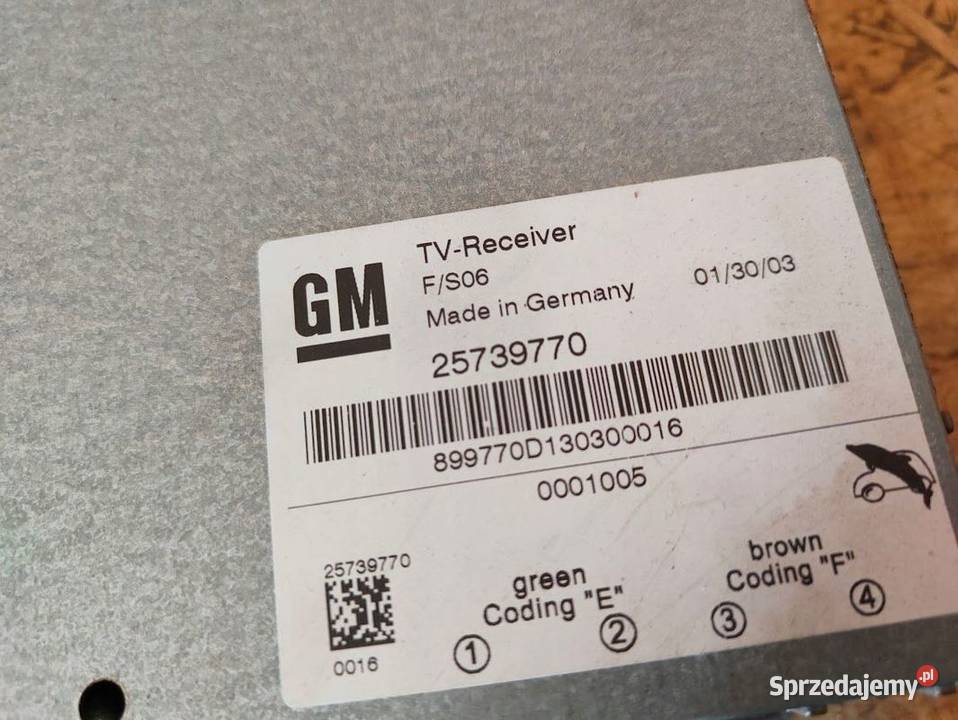 GM
TV-Receiver
F/S06
Made in Germany
01/30/03
25739770
899770D130300016
0001005
25739770
0016
green
Coding "E"
1 2
brown
Coding "F"
3 4
Sprzedajemy.pl